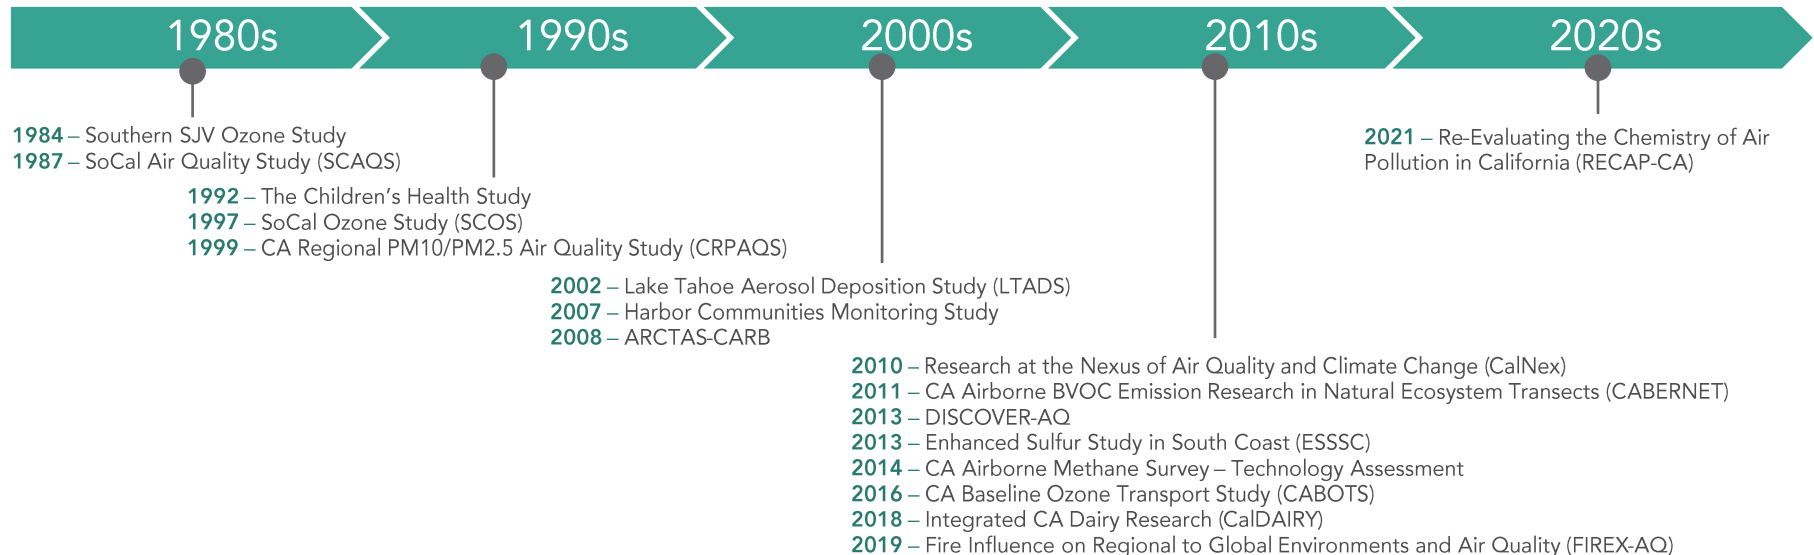 1980s
1990s
2000s
2010s
2020s
1984 – Southern SJV Ozone Study
1987 – SoCal Air Quality Study (SCAQS)
1992 – The Children's Health Study
1997 – SoCal Ozone Study (SCOS)
1999 – CA Regional PM10/PM2.5 Air Quality Study (CRPAQS)
2002 – Lake Tahoe Aerosol Deposition Study (LTADS)
2007 – Harbor Communities Monitoring Study
2008 – ARCTAS-CARB
2010 – Research at the Nexus of Air Quality and Climate Change (CalNex)
2011 – CA Airborne BVOC Emission Research in Natural Ecosystem Transects (CABERNET)
2013 – DISCOVER-AQ
2013 – Enhanced Sulfur Study in South Coast (ESSSC)
2014 – CA Airborne Methane Survey – Technology Assessment
2016 – CA Baseline Ozone Transport Study (CABOTS)
2018 – Integrated CA Dairy Research (CalDAIRY)
2019 – Fire Influence on Regional to Global Environments and Air Quality (FIREX-AQ)
2021 – Re-Evaluating the Chemistry of Air
Pollution in California (RECAP-CA)